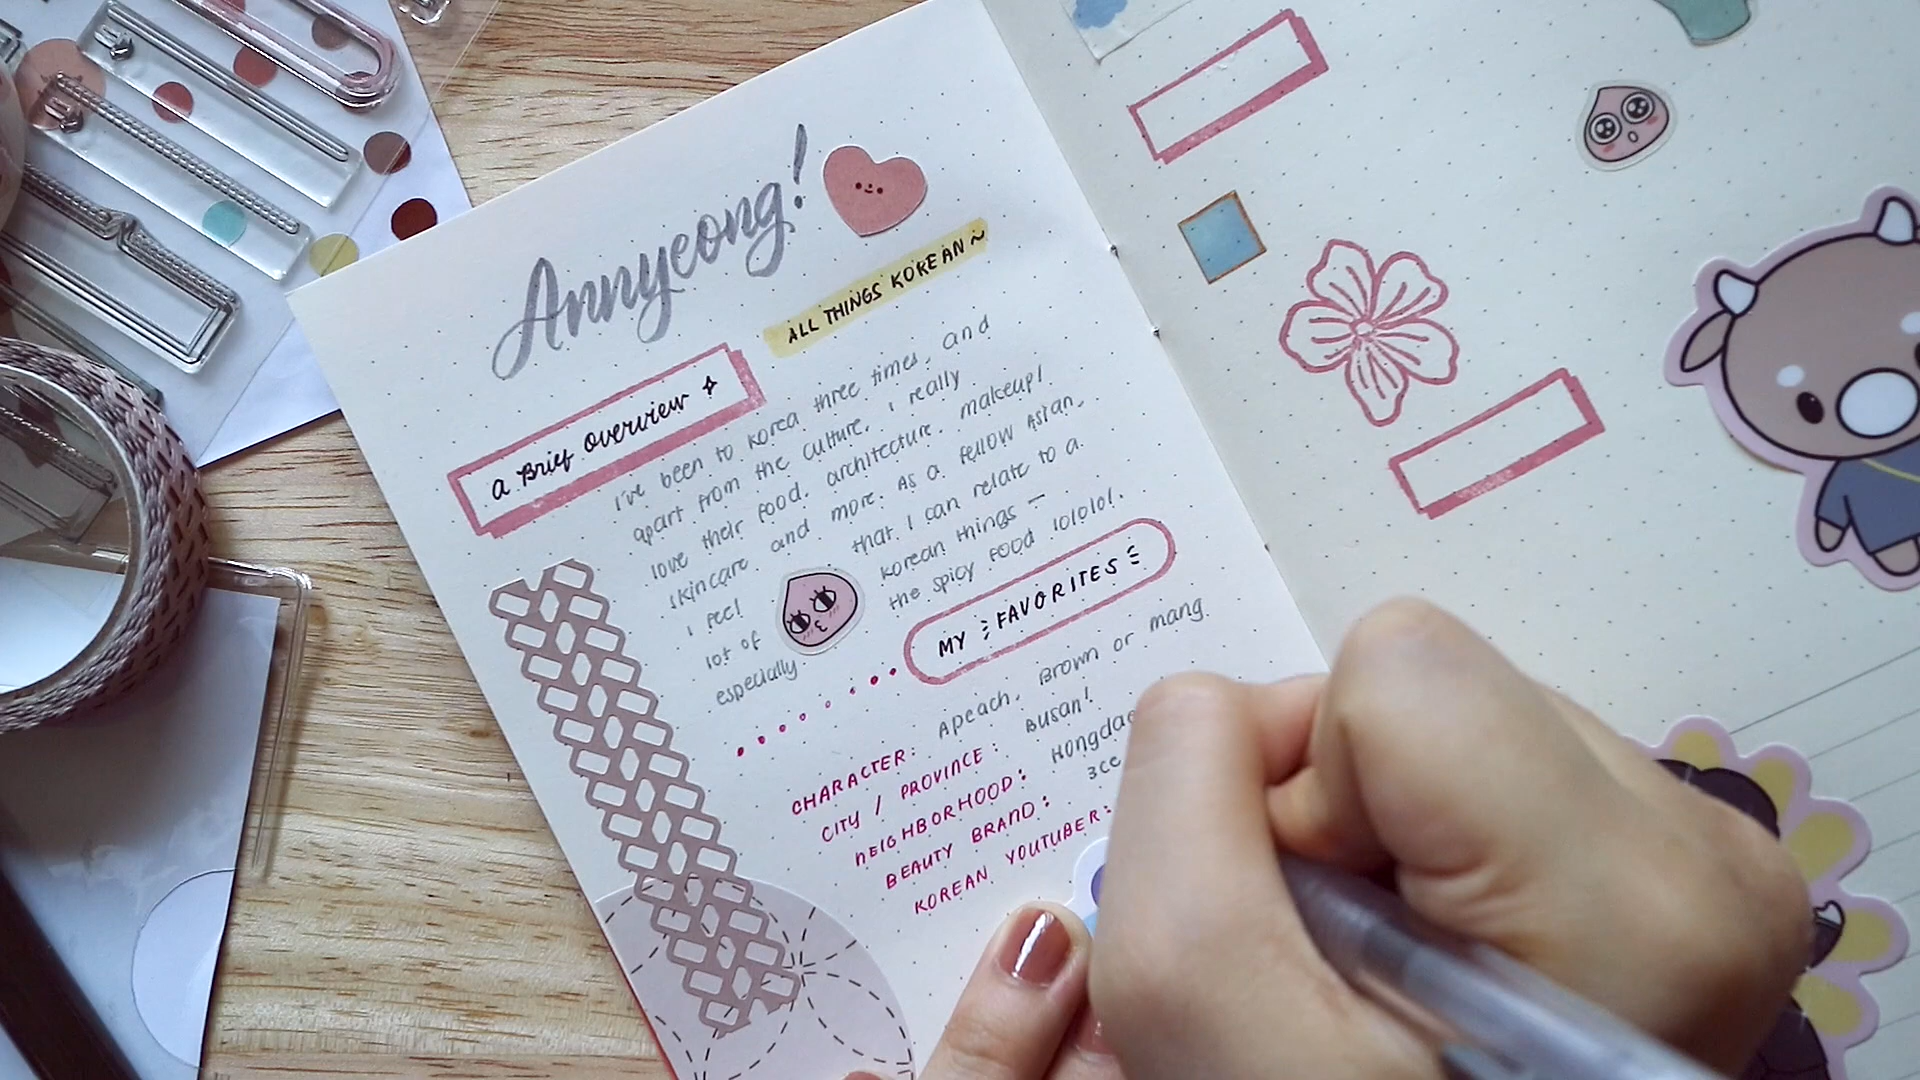 Annyeong!
ALL THINGS KOREAN~
a Brief overview
I've been to Korea three times, and
apart from the culture, i really
love their food, architecture, makeup,
skincare and more. As a fellow Asian,
i feel that I can relate to a
lot of korean things —
especially the spicy food lololol.
MY FAVORITES
CHARACTER: Apeach, Brown or mang
CITY / PROVINCE: Busan!
NEIGHBORHOOD: Hongdae
BEAUTY BRAND: 3CE
KOREAN YOUTUBER: